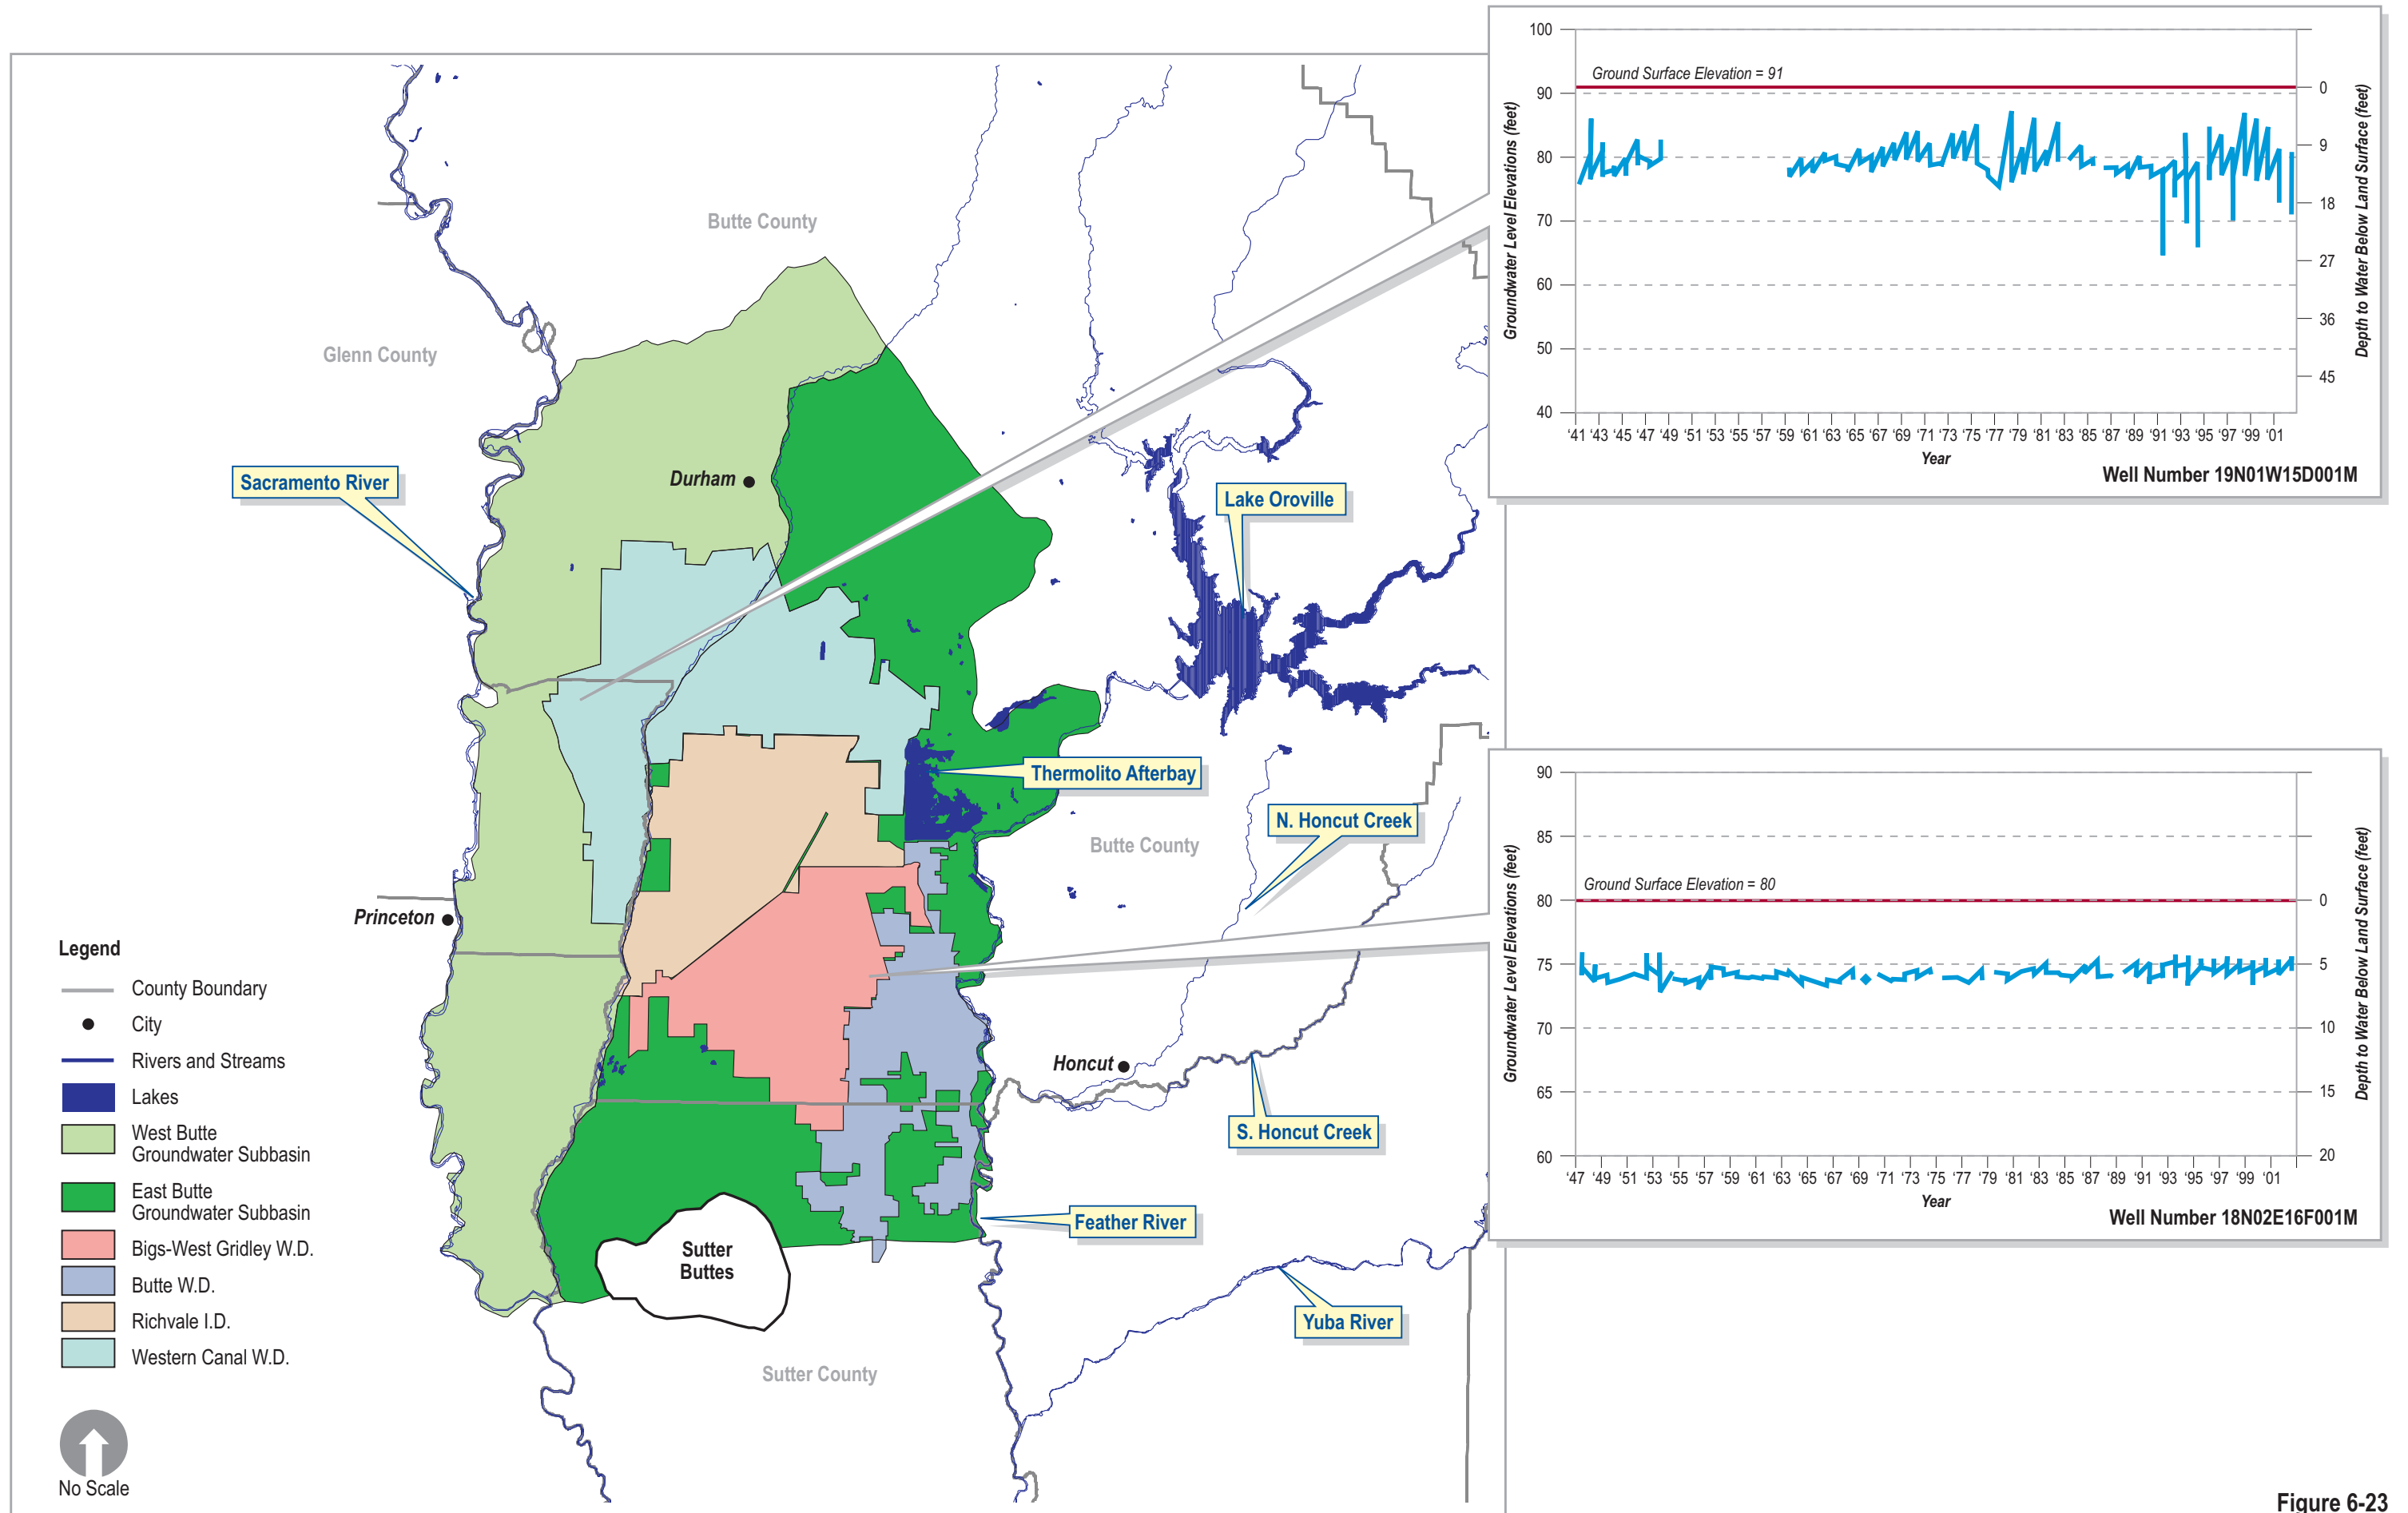 Butte County
Glenn County
Durham
Sacramento River
Lake Oroville
Thermolito Afterbay
N. Honcut Creek
Butte County
Princeton
Honcut
S. Honcut Creek
Feather River
Sutter
Buttes
Yuba River
Sutter County
Legend
County Boundary
City
Rivers and Streams
Lakes
West Butte
Groundwater Subbasin
East Butte
Groundwater Subbasin
Bigs-West Gridley W.D.
Butte W.D.
Richvale I.D.
Western Canal W.D.
No Scale
Groundwater Level Elevations (feet)
100
90
80
70
60
50
40
Ground Surface Elevation = 91
0
9
18
27
36
45
Depth to Water Below Land Surface (feet)
‘41 ‘43 ‘45 ‘47 ‘49 ‘51 ‘53 ‘55 ‘57 ‘59 ‘61 ‘63 ‘65 ‘67 ‘69 ‘71 ‘73 ‘75 ‘77 ‘79 ‘81 ‘83 ‘85 ‘87 ‘89 ‘91 ‘93 ‘95 ‘97 ‘99 ‘01
Year
Well Number 19N01W15D001M
Groundwater Level Elevations (feet)
90
85
80
75
70
65
60
Ground Surface Elevation = 80
0
5
10
15
20
Depth to Water Below Land Surface (feet)
‘47 ‘49 ‘51 ‘53 ‘55 ‘57 ‘59 ‘61 ‘63 ‘65 ‘67 ‘69 ‘71 ‘73 ‘75 ‘77 ‘79 ‘81 ‘83 ‘85 ‘87 ‘89 ‘91 ‘93 ‘95 ‘97 ‘99 ‘01
Year
Well Number 18N02E16F001M
Figure 6-23